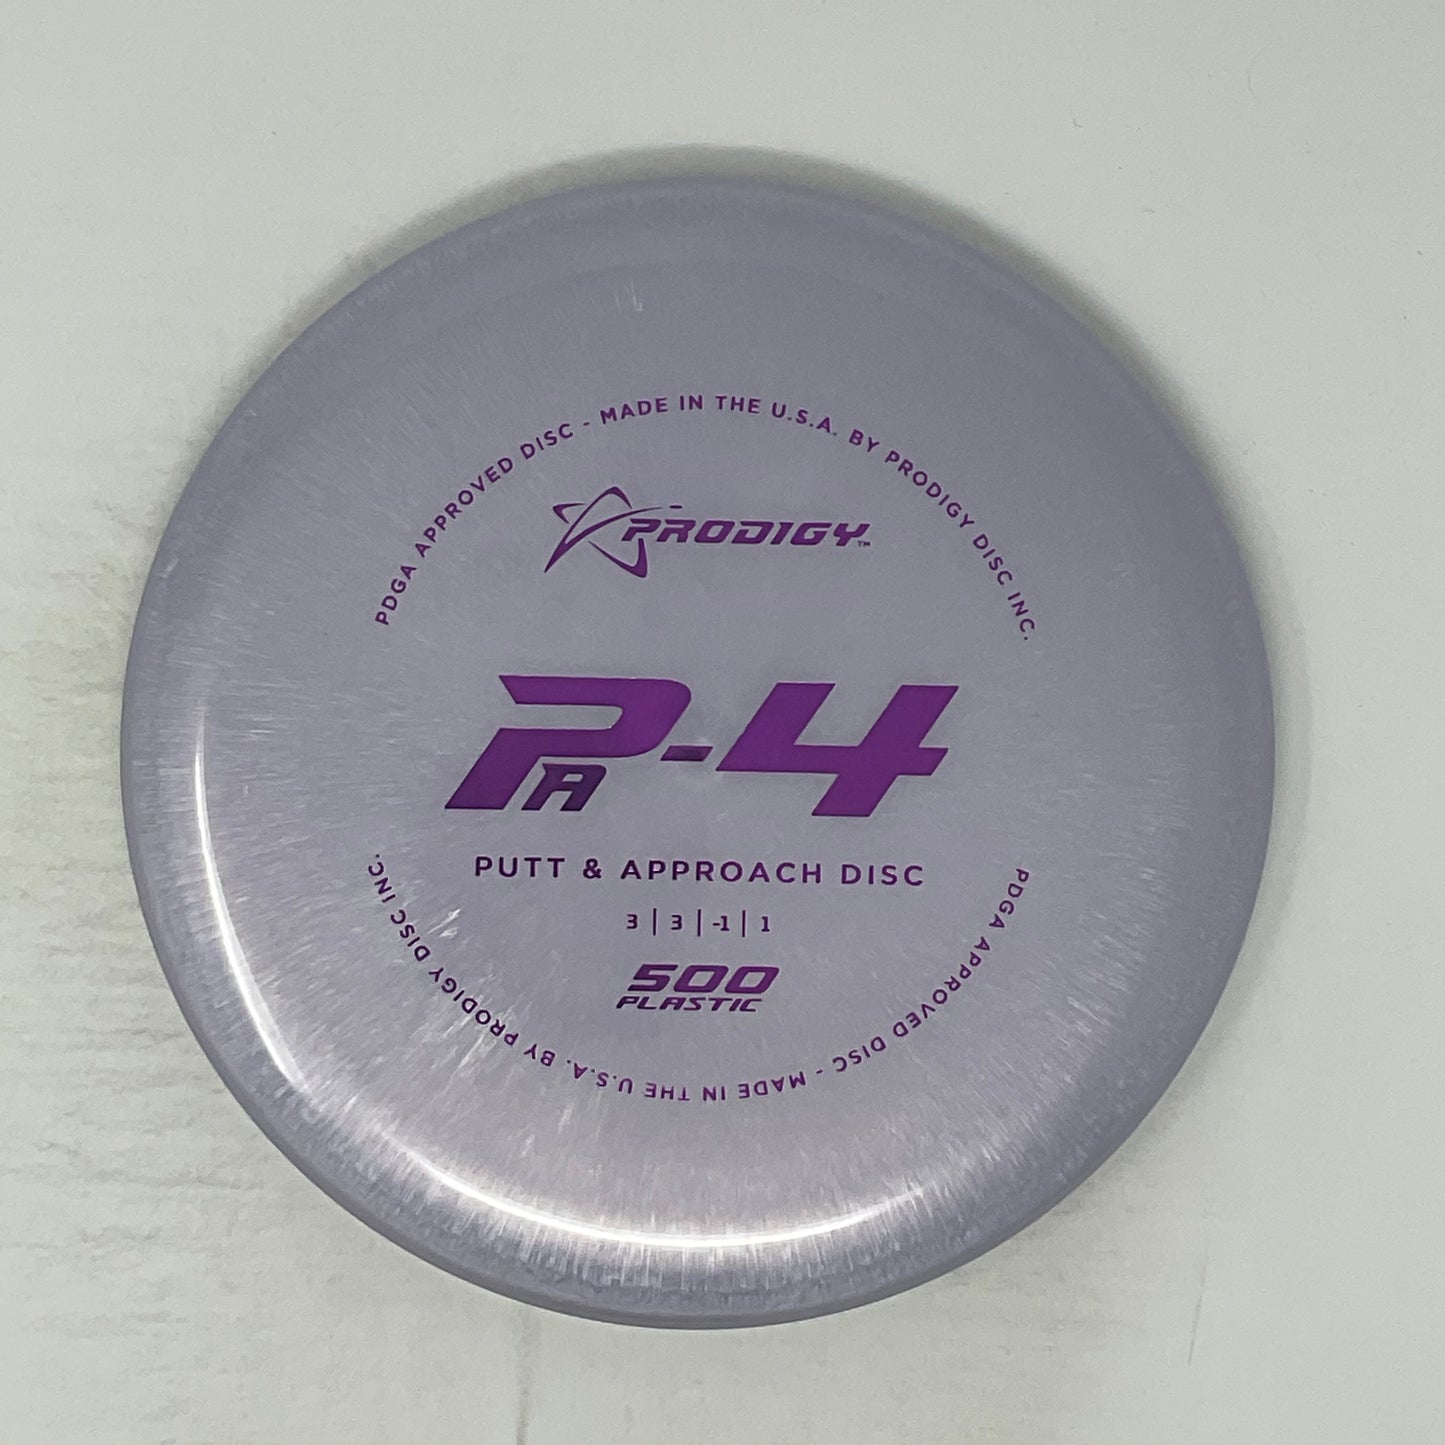 PDGA APPROVED DISC - MADE IN THE U.S.A. BY PRODIGY DISC INC.
PRODIGY™
PA-4
PUTT & APPROACH DISC
3 | 3 | -1 | 1
500
PLASTIC
PDGA APPROVED DISC - MADE IN THE U.S.A. BY PRODIGY DISC INC.